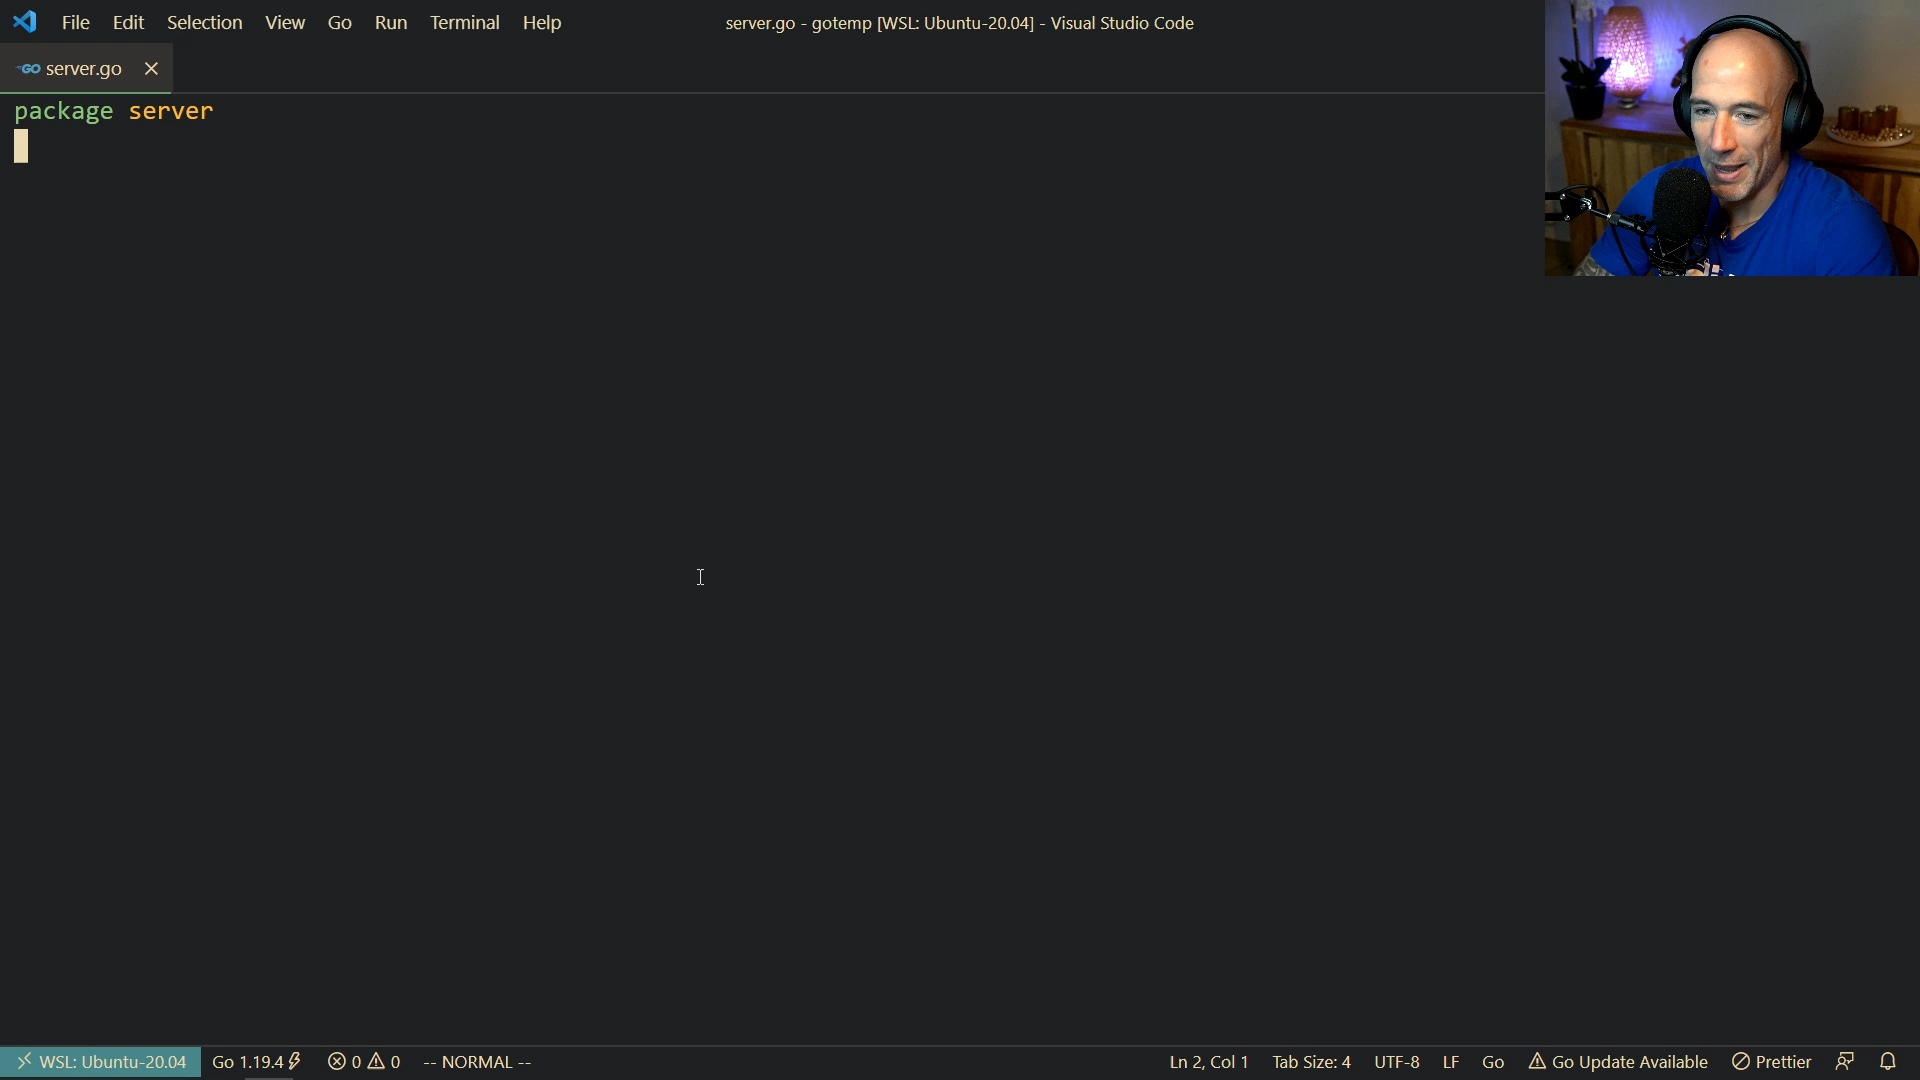 File Edit Selection View Go Run Terminal Help
server.go - gotemp [WSL: Ubuntu-20.04] - Visual Studio Code
GO server.go
package server
WSL: Ubuntu-20.04 Go 1.19.4 0 0 -- NORMAL -- Ln 2, Col 1 Tab Size: 4 UTF-8 LF Go Go Update Available Prettier